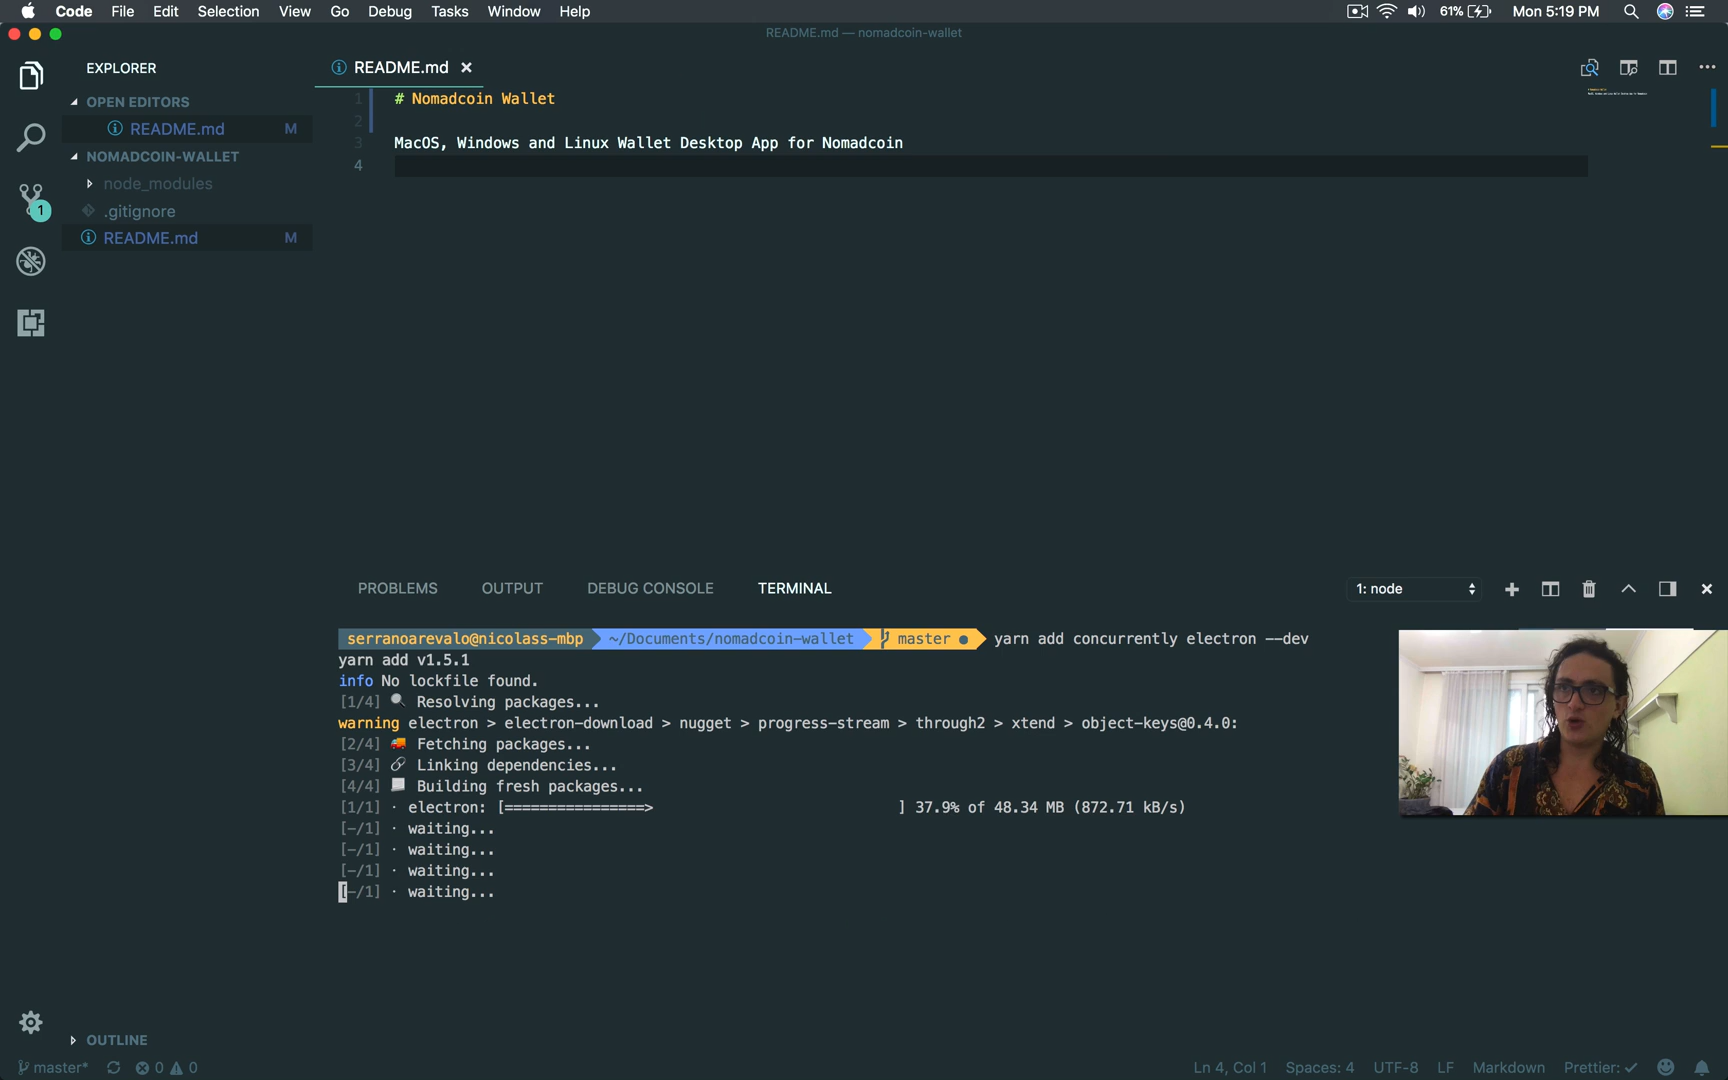 Code File Edit Selection View Go Debug Tasks Window Help
61% Mon 5:19 PM
README.md — nomadcoin-wallet
EXPLORER
README.md
OPEN EDITORS
README.md M
NOMADCOIN-WALLET
node_modules
.gitignore
README.md M
1
1 # Nomadcoin Wallet
2
3 MacOS, Windows and Linux Wallet Desktop App for Nomadcoin
4
PROBLEMS OUTPUT DEBUG CONSOLE TERMINAL
1: node
serranoarevalo@nicolass-mbp ~/Documents/nomadcoin-wallet master ● yarn add concurrently electron --dev
yarn add v1.5.1
info No lockfile found.
[1/4] 🔍 Resolving packages...
warning electron > electron-download > nugget > progress-stream > through2 > xtend > object-keys@0.4.0:
[2/4] 🚚 Fetching packages...
[3/4] 🔗 Linking dependencies...
[4/4] 📃 Building fresh packages...
[1/1] · electron: [================> ] 37.9% of 48.34 MB (872.71 kB/s)
[-/1] · waiting...
[-/1] · waiting...
[-/1] · waiting...
[-/1] · waiting...
OUTLINE
master* 0 0
Ln 4, Col 1 Spaces: 4 UTF-8 LF Markdown Prettier: ✓